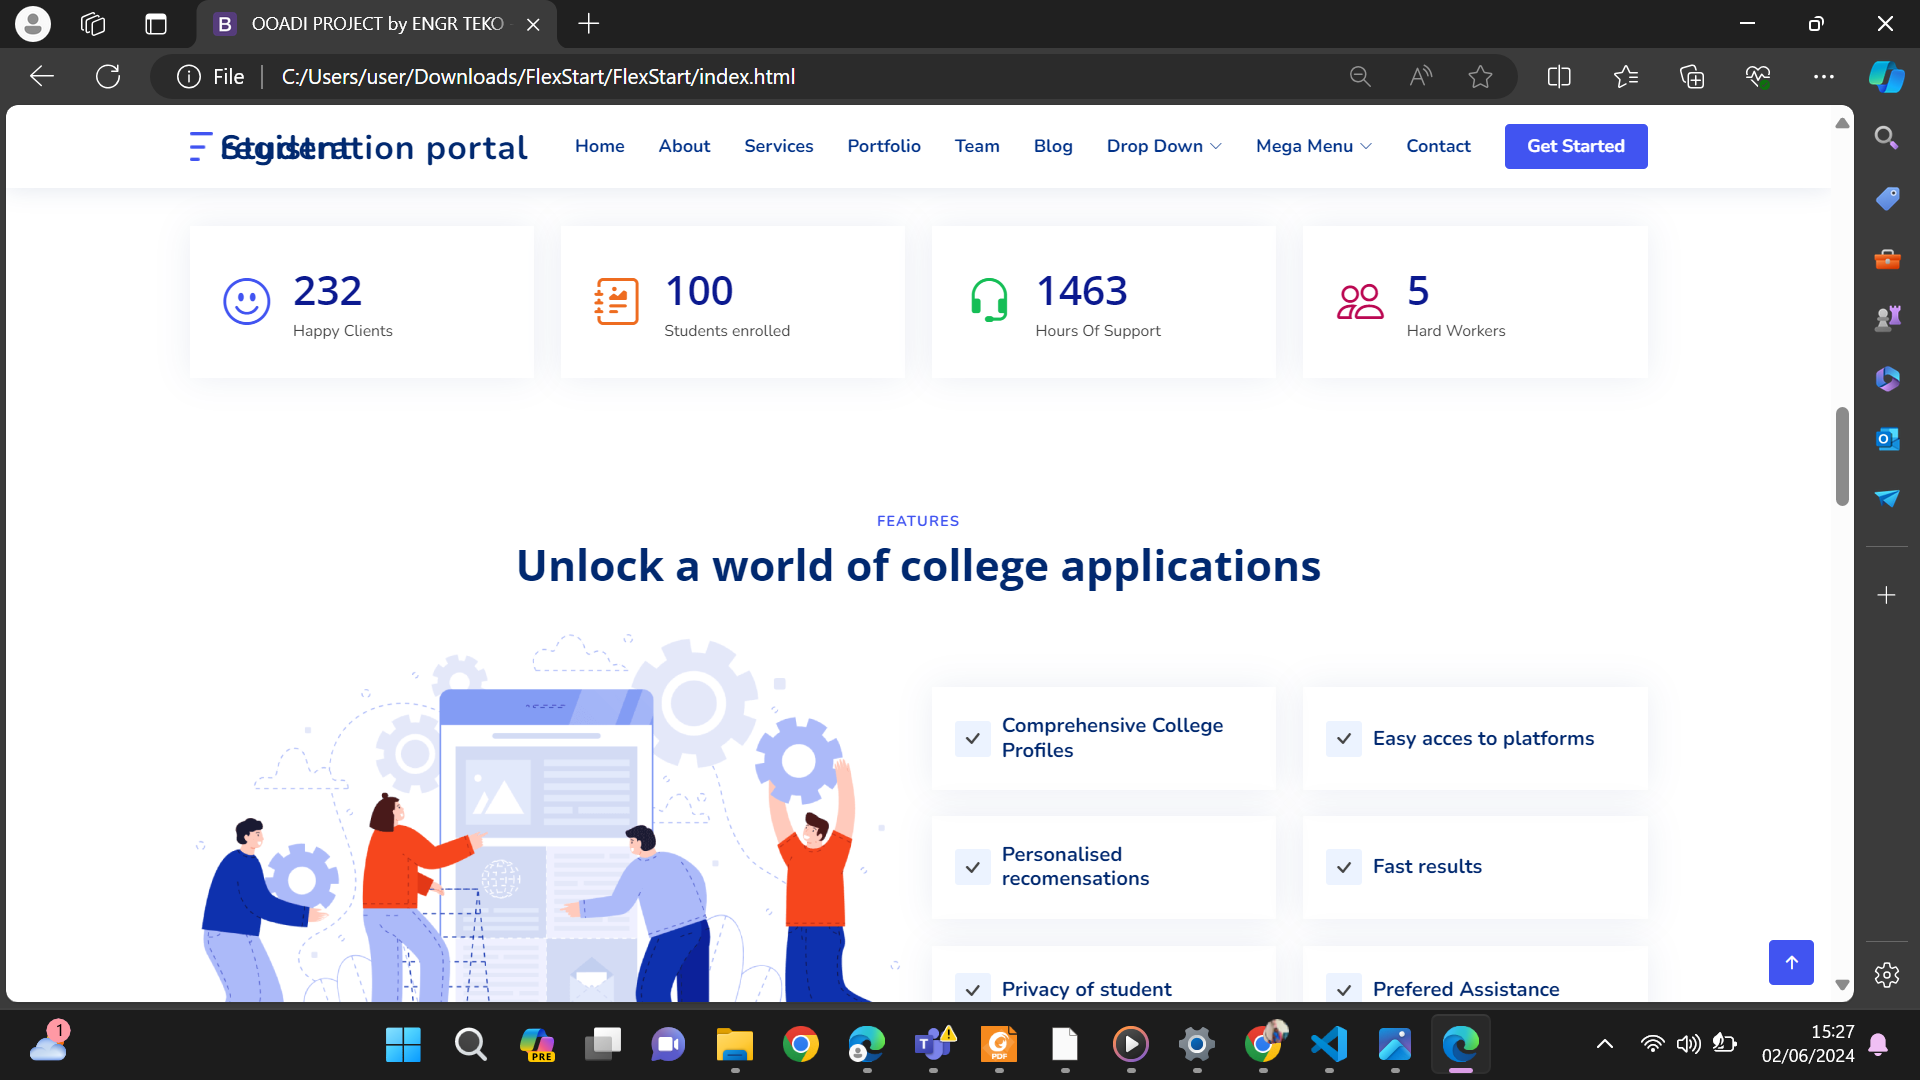 OOADI PROJECT by ENGR TEKO
File
C:/Users/user/Downloads/FlexStart/FlexStart/index.html
Student
registration portal
Home About Services Portfolio Team Blog Drop Down Mega Menu Contact Get Started
232
Happy Clients
100
Students enrolled
1463
Hours Of Support
5
Hard Workers
FEATURES
Unlock a world of college applications
Comprehensive College
Profiles
Easy acces to platforms
Personalised
recomensations
Fast results
Privacy of student
Prefered Assistance
1
PRE
PDF
15:27
02/06/2024